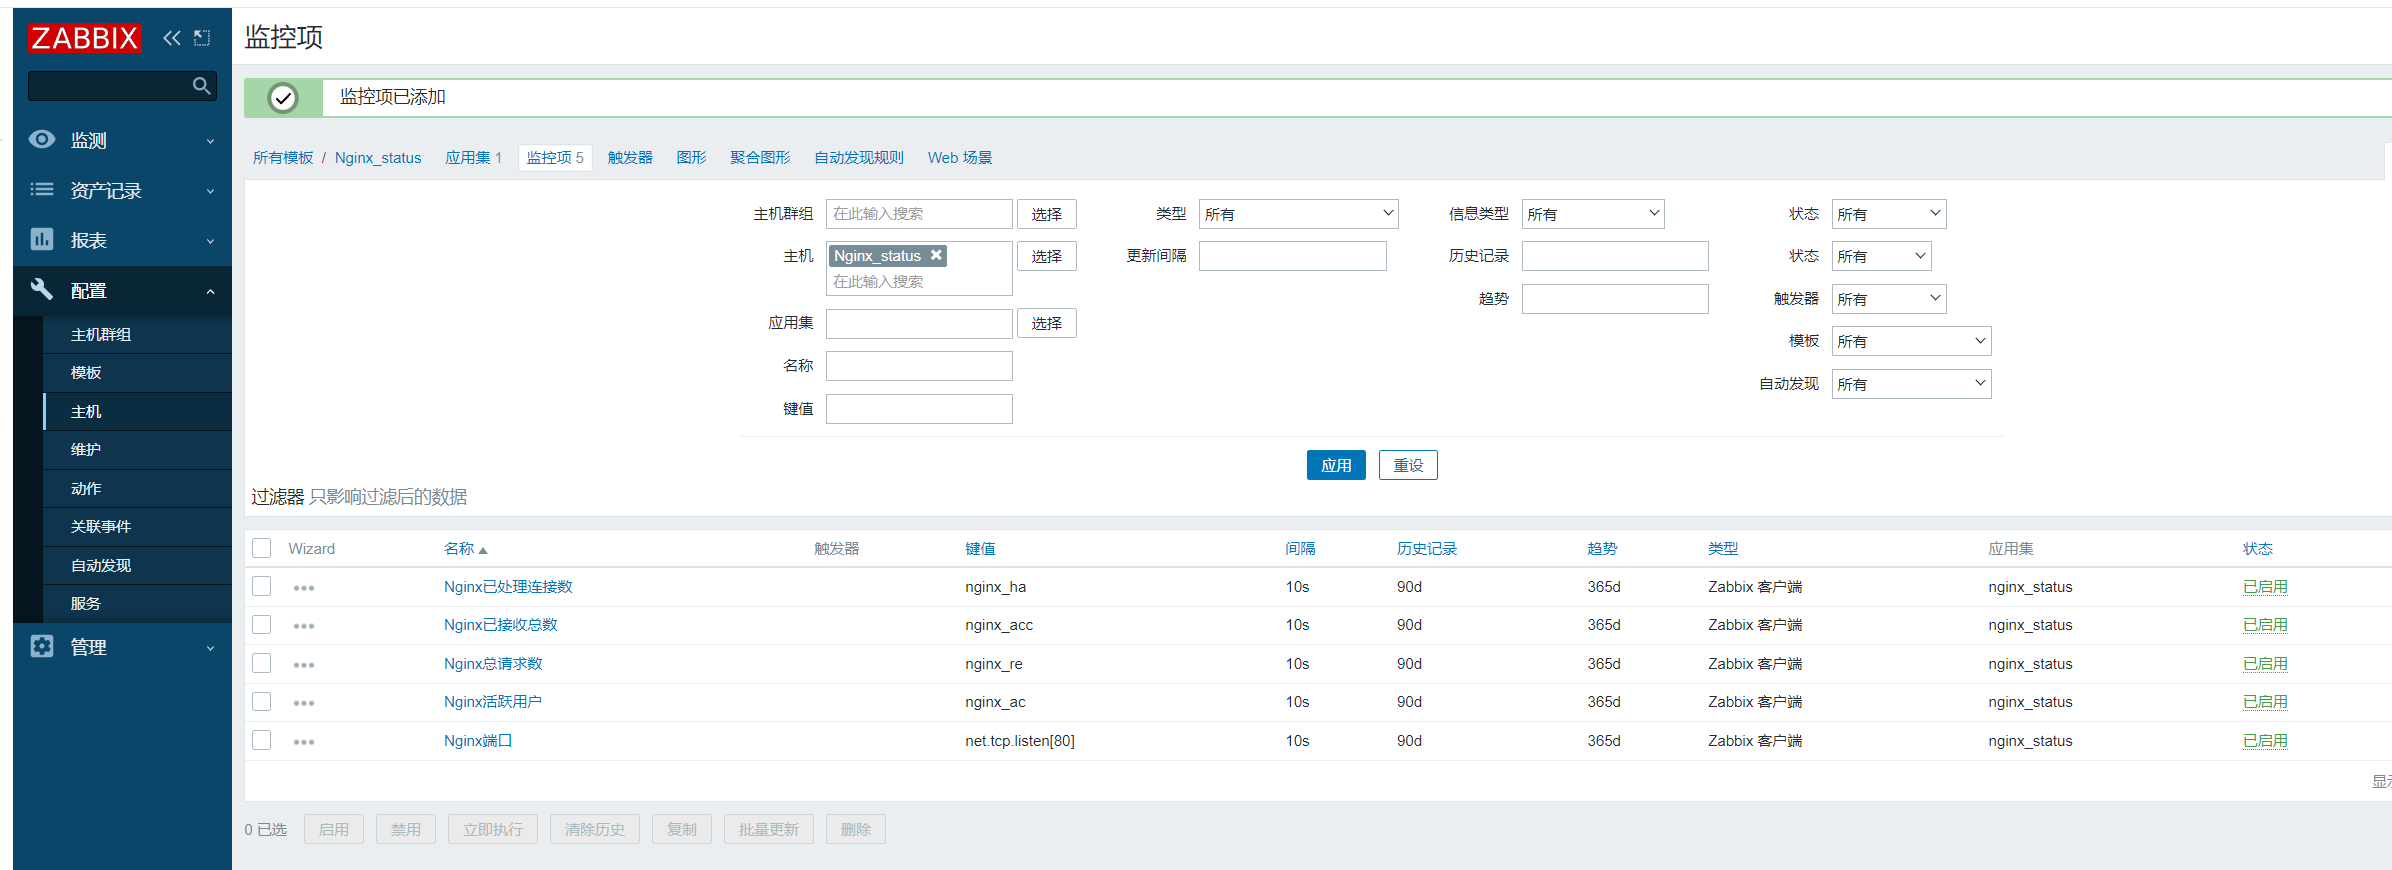 ZABBIX
监测
资产记录
报表
配置
主机群组
模板
主机
维护
动作
关联事件
自动发现
服务
管理
监控项
监控项已添加
所有模板 / Nginx_status 应用集 1 监控项 5 触发器 图形 聚合图形 自动发现规则 Web 场景
主机群组 在此输入搜索 选择 类型 所有 信息类型 所有 状态 所有
主机 Nginx_status 选择 更新间隔 历史记录 状态 所有
在此输入搜索
趋势 触发器 所有
应用集 选择
模板 所有
名称
自动发现 所有
键值
应用 重设
过滤器 只影响过滤后的数据
Wizard 名称 触发器 键值 间隔 历史记录 趋势 类型 应用集 状态
Nginx已处理连接数 nginx_ha 10s 90d 365d Zabbix 客户端 nginx_status 已启用
Nginx已接收总数 nginx_acc 10s 90d 365d Zabbix 客户端 nginx_status 已启用
Nginx总请求数 nginx_re 10s 90d 365d Zabbix 客户端 nginx_status 已启用
Nginx活跃用户 nginx_ac 10s 90d 365d Zabbix 客户端 nginx_status 已启用
Nginx端口 net.tcp.listen[80] 10s 90d 365d Zabbix 客户端 nginx_status 已启用
显
0 已选 启用 禁用 立即执行 清除历史 复制 批量更新 删除